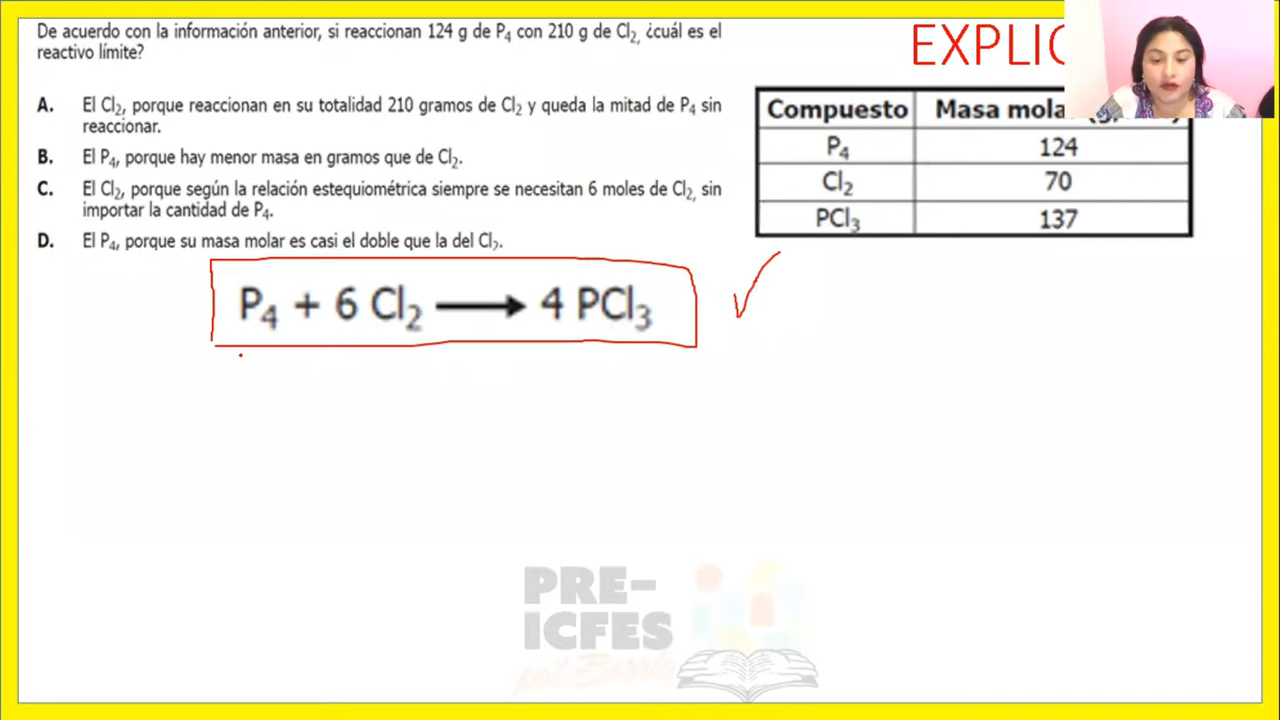 De acuerdo con la información anterior, si reaccionan 124 g de P₄ con 210 g de Cl₂, ¿cuál es el
reactivo límite?
A. El Cl₂, porque reaccionan en su totalidad 210 gramos de Cl₂ y queda la mitad de P₄ sin
reaccionar.
B. El P₄, porque hay menor masa en gramos que de Cl₂.
C. El Cl₂, porque según la relación estequiométrica siempre se necesitan 6 moles de Cl₂, sin
importar la cantidad de P₄.
D. El P₄, porque su masa molar es casi el doble que la del Cl₂.
EXPLIC
Compuesto Masa molar
P₄ 124
Cl₂ 70
PCl₃ 137
P₄ + 6 Cl₂ ⟶ 4 PCl₃
PRE-
ICFES